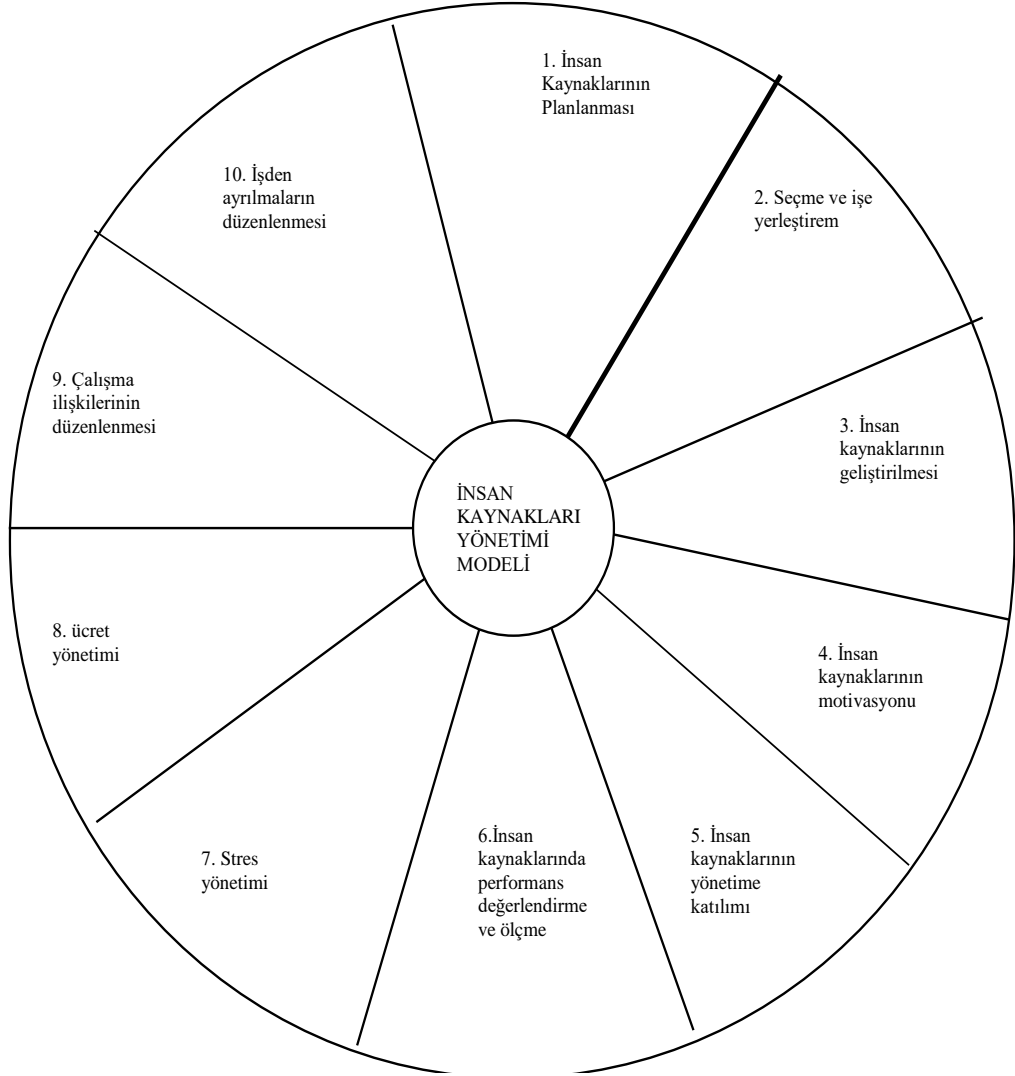 1. İnsan
Kaynaklarının
Planlanması
2. Seçme ve işe
yerleştirem
3. İnsan
kaynaklarının
geliştirilmesi
4. İnsan
kaynaklarının
motivasyonu
5. İnsan
kaynaklarının
yönetime
katılımı
6.İnsan
kaynaklarında
performans
değerlendirme
ve ölçme
7. Stres
yönetimi
8. ücret
yönetimi
9. Çalışma
ilişkilerinin
düzenlenmesi
10. İşden
ayrılmaların
düzenlenmesi
İNSAN
KAYNAKLARI
YÖNETİMİ
MODELİ